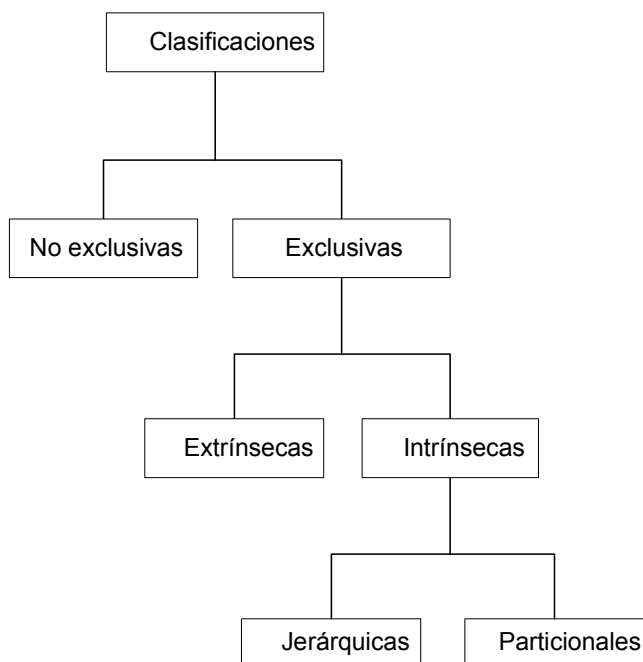 Clasificaciones
No exclusivas
Exclusivas
Extrínsecas
Intrínsecas
Jerárquicas
Particionales